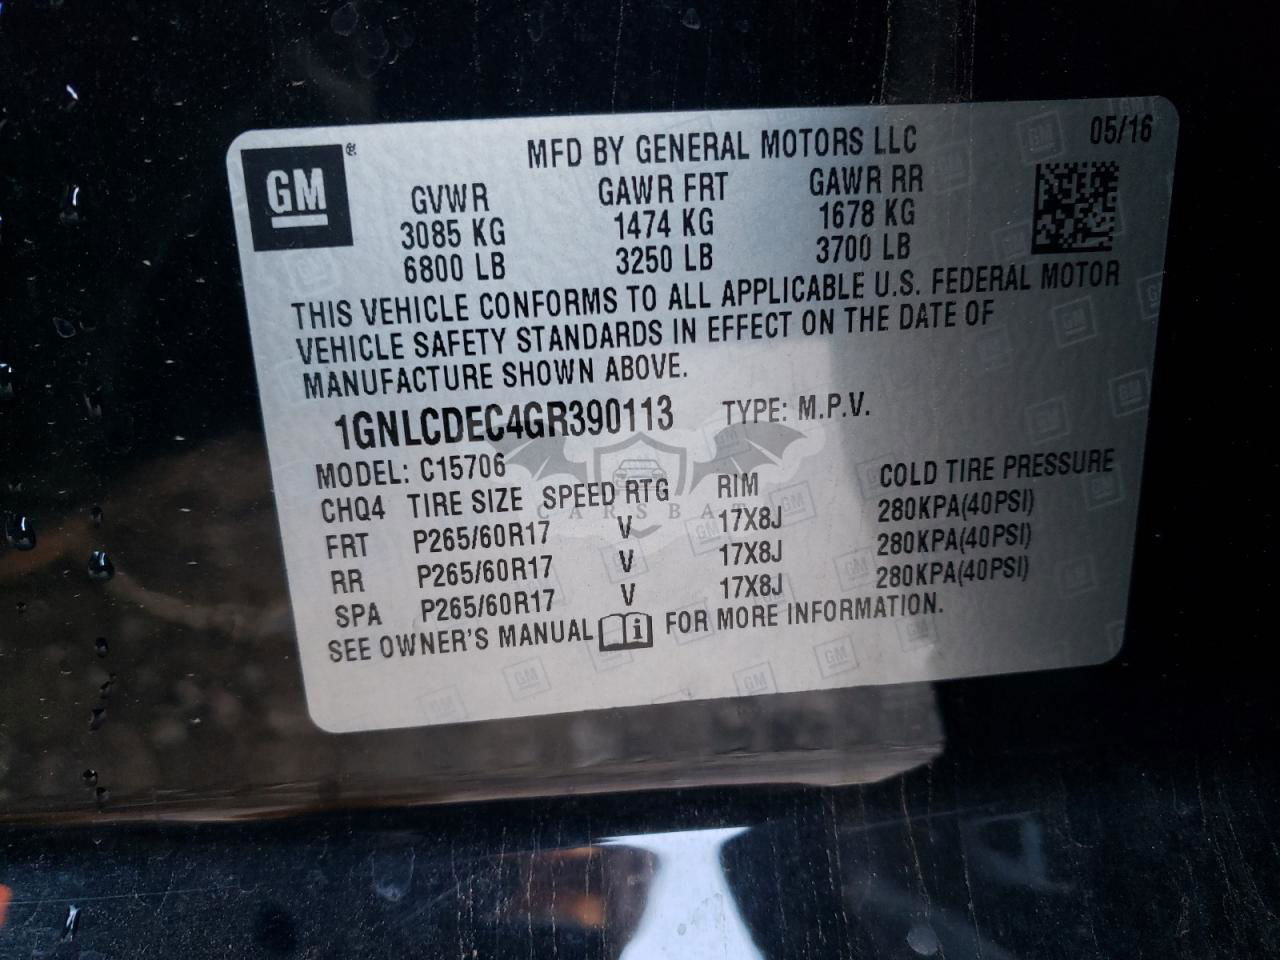 GM
MFD BY GENERAL MOTORS LLC 05/16
GVWR GAWR FRT GAWR RR
3085 KG 1474 KG 1678 KG
6800 LB 3250 LB 3700 LB
THIS VEHICLE CONFORMS TO ALL APPLICABLE U.S. FEDERAL MOTOR
VEHICLE SAFETY STANDARDS IN EFFECT ON THE DATE OF
MANUFACTURE SHOWN ABOVE.
1GNLCDEC4GR390113 TYPE: M.P.V.
MODEL: C15706
CHQ4 TIRE SIZE SPEED RTG RIM COLD TIRE PRESSURE
FRT P265/60R17 V 17X8J 280KPA(40PSI)
RR P265/60R17 V 17X8J 280KPA(40PSI)
SPA P265/60R17 V 17X8J 280KPA(40PSI)
SEE OWNER'S MANUAL i FOR MORE INFORMATION.
CARSBAT